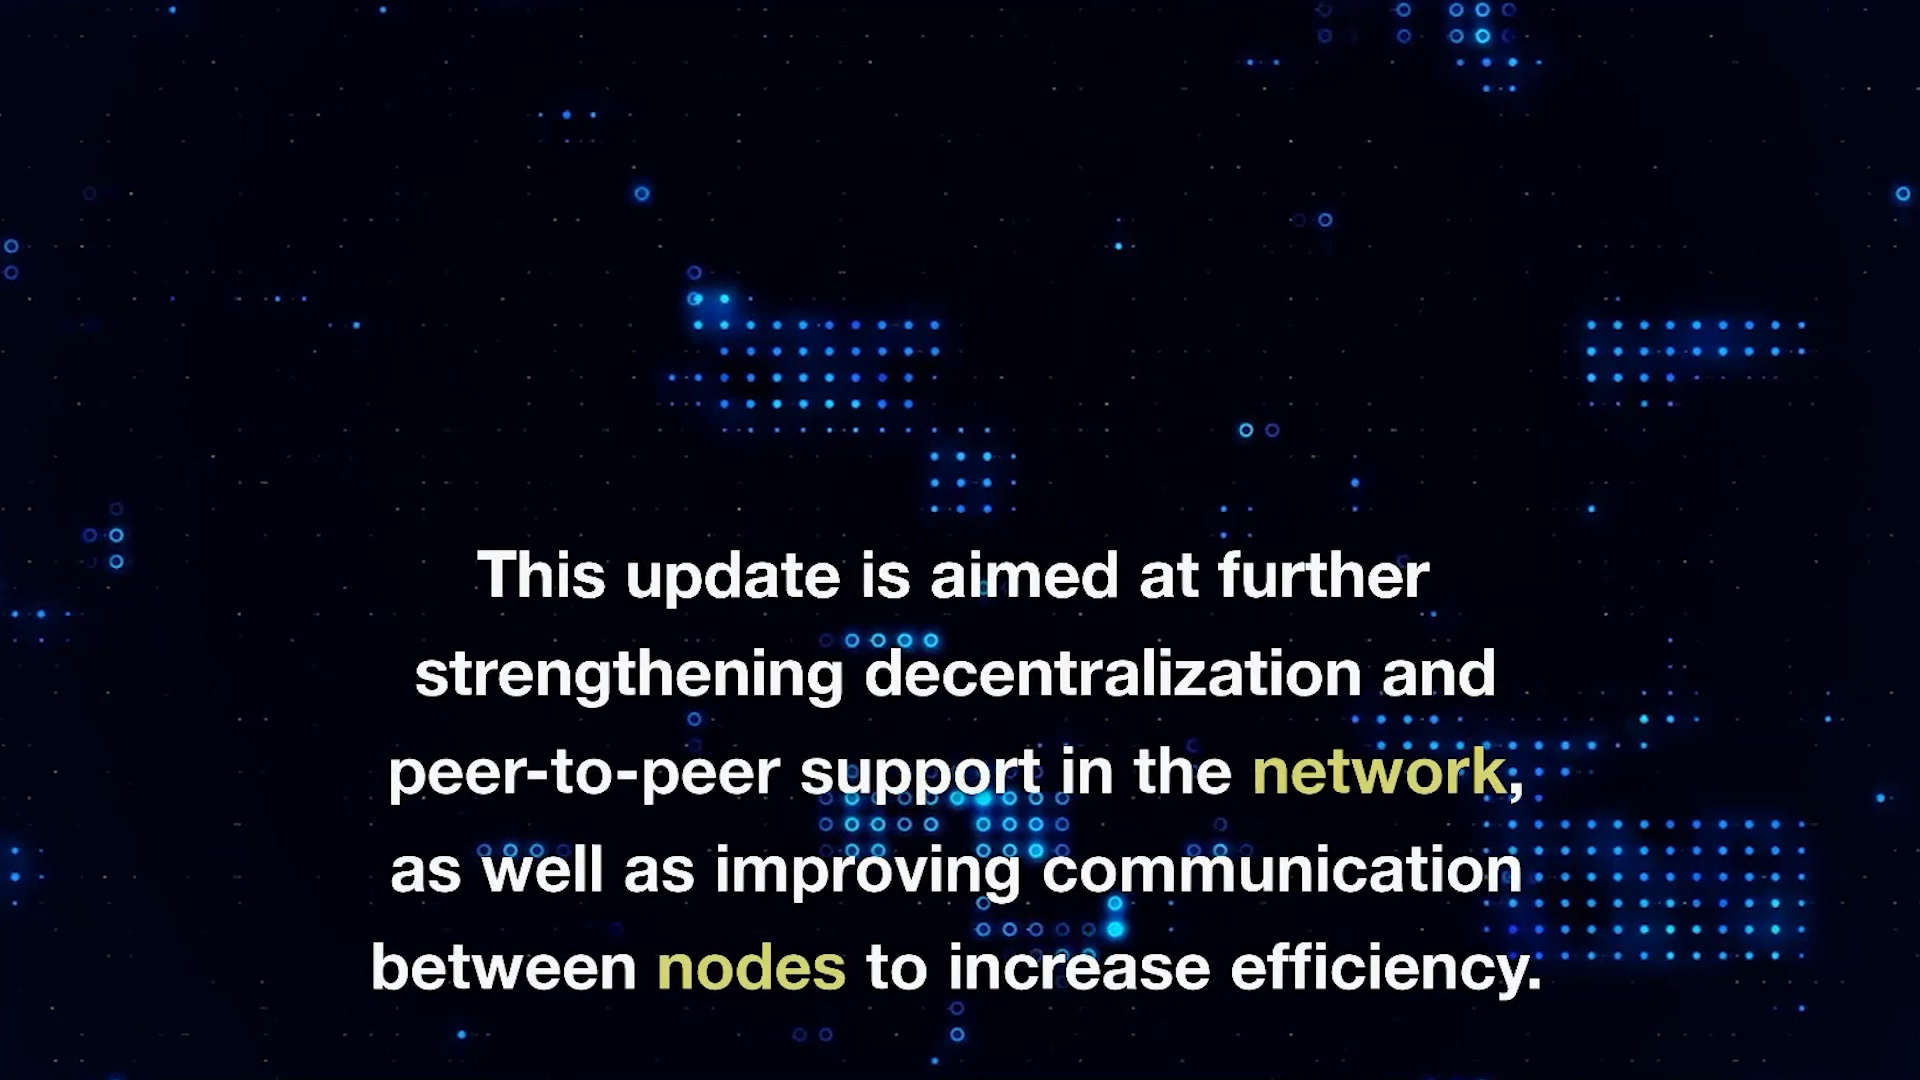 This update is aimed at further
strengthening decentralization and
peer-to-peer support in the network,
as well as improving communication
between nodes to increase efficiency.